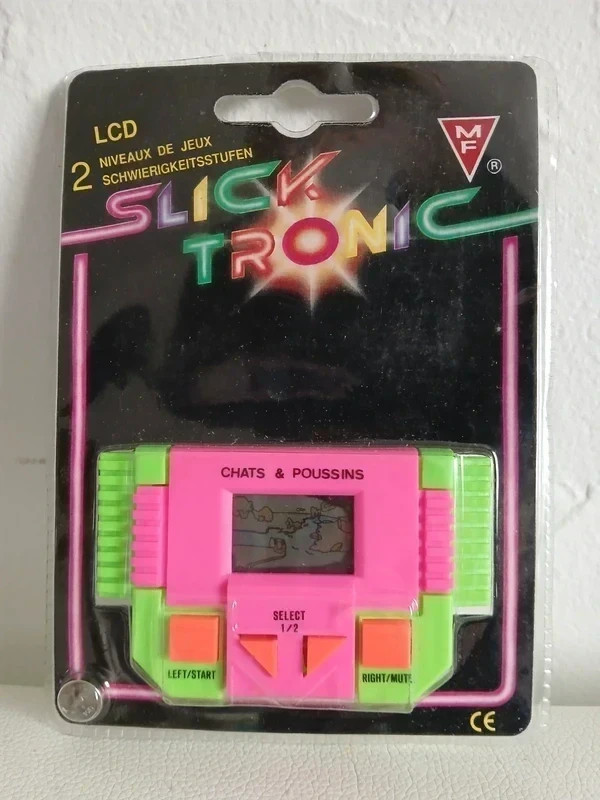 LCD
2 NIVEAUX DE JEUX
SCHWIERIGKEITSSTUFEN
MF
®
SLICK
TRONIC
CHATS & POUSSINS
SELECT
1/2
LEFT/START
RIGHT/MUTE
CE